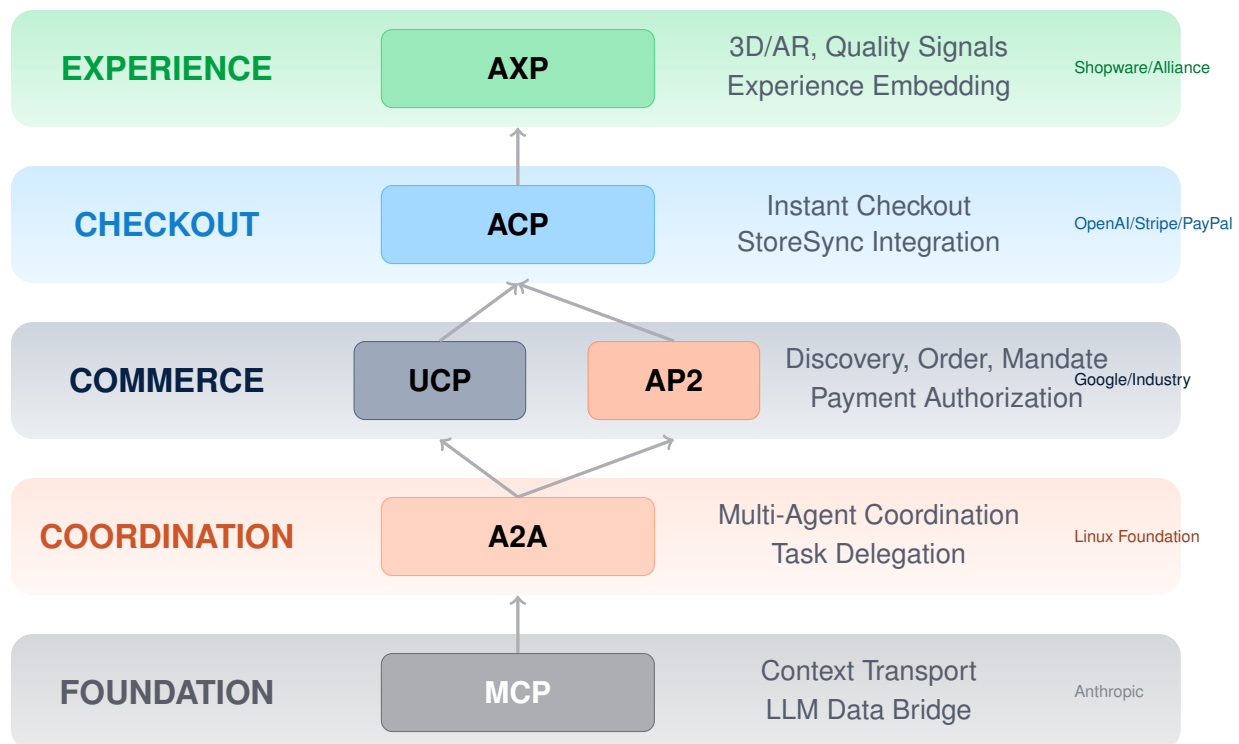 EXPERIENCE
AXP
3D/AR, Quality Signals
Experience Embedding
Shopware/Alliance
CHECKOUT
ACP
Instant Checkout
StoreSync Integration
OpenAI/Stripe/PayPal
COMMERCE
UCP
AP2
Discovery, Order, Mandate
Payment Authorization
Google/Industry
COORDINATION
A2A
Multi-Agent Coordination
Task Delegation
Linux Foundation
FOUNDATION
MCP
Context Transport
LLM Data Bridge
Anthropic